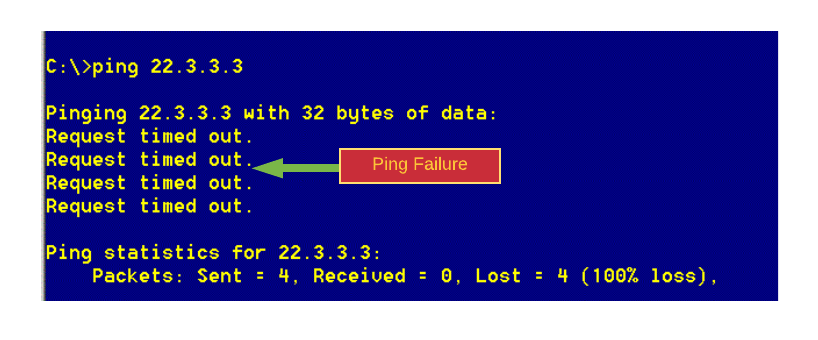 C:\>ping 22.3.3.3
Pinging 22.3.3.3 with 32 bytes of data:
Request timed out.
Request timed out.
Ping Failure
Request timed out.
Request timed out.
Ping statistics for 22.3.3.3:
    Packets: Sent = 4, Received = 0, Lost = 4 (100% loss),